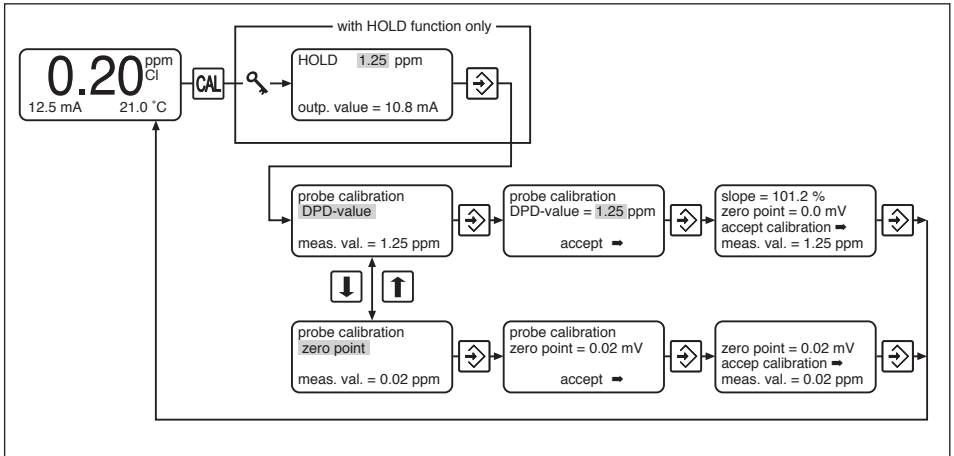 with HOLD function only
0.20 ppm Cl
12.5 mA 21.0 °C
CAL
HOLD 1.25 ppm
outp. value = 10.8 mA
probe calibration
DPD-value
meas. val. = 1.25 ppm
probe calibration
DPD-value = 1.25 ppm
accept ➡
slope = 101.2 %
zero point = 0.0 mV
accept calibration ➡
meas. val. = 1.25 ppm
probe calibration
zero point
meas. val. = 0.02 ppm
probe calibration
zero point = 0.02 mV
accept ➡
zero point = 0.02 mV
accep calibration ➡
meas. val. = 0.02 ppm